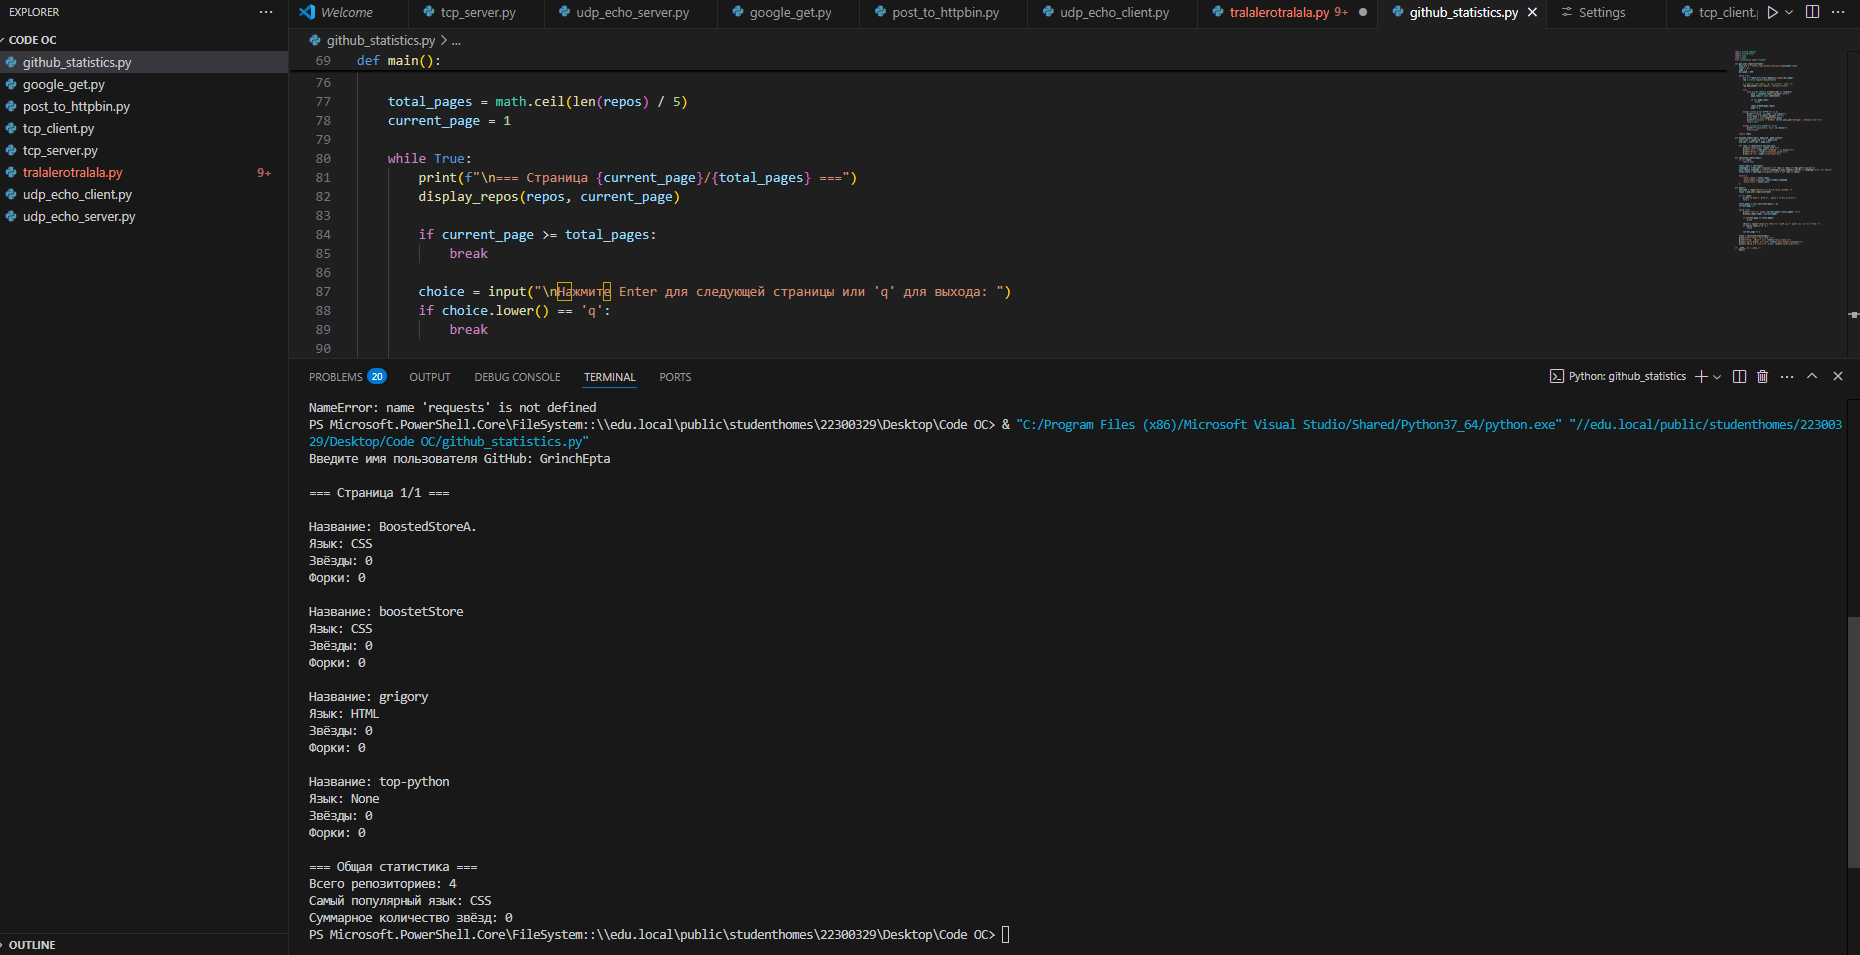 EXPLORER
CODE OC
github_statistics.py
google_get.py
post_to_httpbin.py
tcp_client.py
tcp_server.py
tralalerotralala.py 9+
udp_echo_client.py
udp_echo_server.py
OUTLINE
Welcome tcp_server.py udp_echo_server.py google_get.py post_to_httpbin.py udp_echo_client.py tralalerotralala.py 9+ github_statistics.py Settings tcp_client.
github_statistics.py > ...
69 def main():
76
77 total_pages = math.ceil(len(repos) / 5)
78 current_page = 1
79
80 while True:
81 print(f"\n=== Страница {current_page}/{total_pages} ===")
82 display_repos(repos, current_page)
83
84 if current_page >= total_pages:
85 break
86
87 choice = input("\nНажмите Enter для следующей страницы или 'q' для выхода: ")
88 if choice.lower() == 'q':
89 break
90
PROBLEMS 20 OUTPUT DEBUG CONSOLE TERMINAL PORTS Python: github_statistics
NameError: name 'requests' is not defined
PS Microsoft.PowerShell.Core\FileSystem::\\edu.local\public\studenthomes\22300329\Desktop\Code OC> & "C:/Program Files (x86)/Microsoft Visual Studio/Shared/Python37_64/python.exe" "//edu.local/public/studenthomes/223003
29/Desktop/Code OC/github_statistics.py"
Введите имя пользователя GitHub: GrinchEpta
=== Страница 1/1 ===
Название: BoostedStoreA.
Язык: CSS
Звёзды: 0
Форки: 0
Название: boostetStore
Язык: CSS
Звёзды: 0
Форки: 0
Название: grigory
Язык: HTML
Звёзды: 0
Форки: 0
Название: top-python
Язык: None
Звёзды: 0
Форки: 0
=== Общая статистика ===
Всего репозиториев: 4
Самый популярный язык: CSS
Суммарное количество звёзд: 0
PS Microsoft.PowerShell.Core\FileSystem::\\edu.local\public\studenthomes\22300329\Desktop\Code OC>